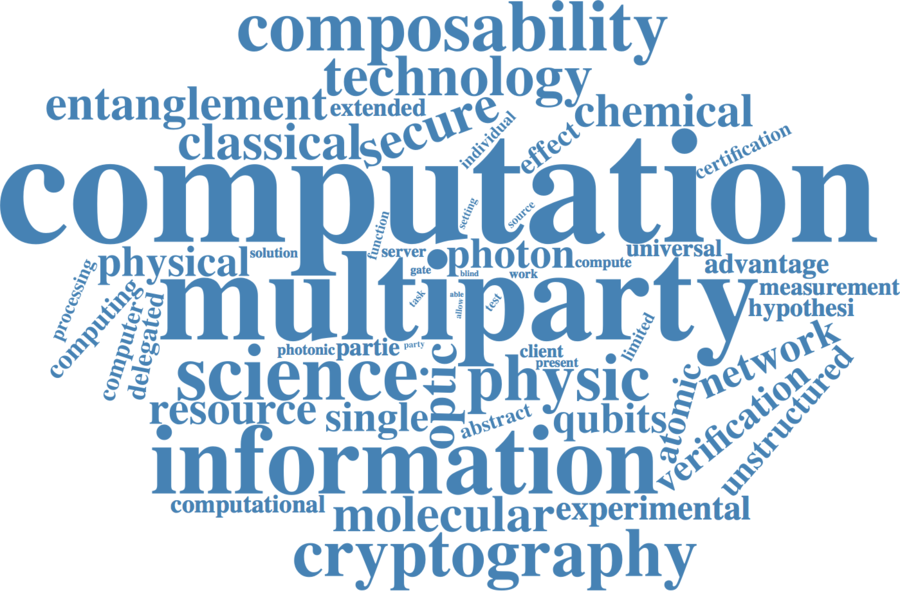 composability
technology
entanglement
extended
secure
individual
effect
chemical
classical
certification
computation
function
setting
source
processing
physical
solution
server
photon
compute
universal
advantage
gate
blind
work
measurement
computing
computers
delegated
multiparty
task
allow
able
test
hypothesi
photonic
partie
party
client
present
limited
network
science
optic
physic
atomic
verification
unstructured
resource
single
abstract
qubits
information
computational
molecular
experimental
cryptography